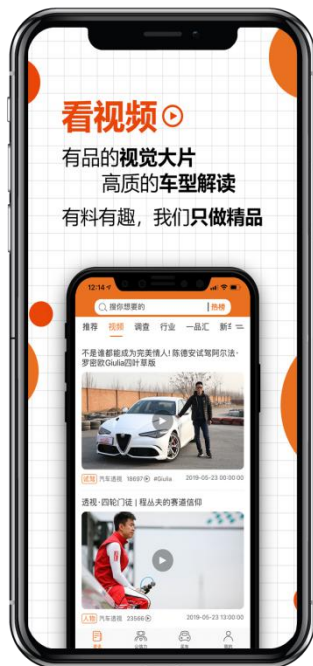 看视频
有品的视觉大片
高质的车型解读
有料有趣，我们只做精品
12:14
搜你想要的 热榜
推荐 视频 调查 行业 一品汇
不是谁都能成为完美情人! 陈德安试驾阿尔法·
罗密欧Giulia四叶草版
试驾 汽车透视 16697 #Giulia 2019-05-23 00:00:00
透视·四轮门徒 | 程丛夫的赛道信仰
人物 汽车透视 23566 2019-05-23 13:00:00